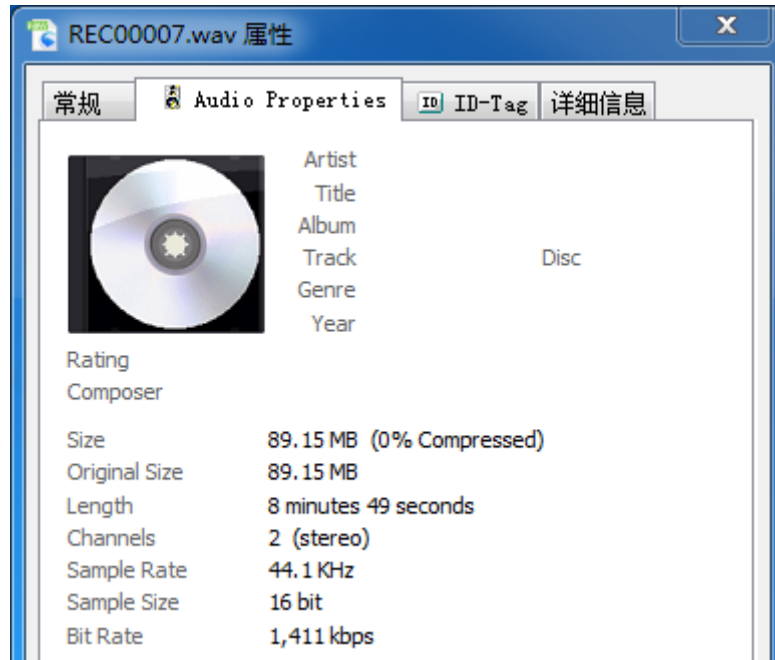 REC00007.wav 属性
常规 Audio Properties ID ID-Tag 详细信息
Artist
Title
Album
Track Disc
Genre
Year
Rating
Composer
Size 89.15 MB (0% Compressed)
Original Size 89.15 MB
Length 8 minutes 49 seconds
Channels 2 (stereo)
Sample Rate 44.1 KHz
Sample Size 16 bit
Bit Rate 1,411 kbps